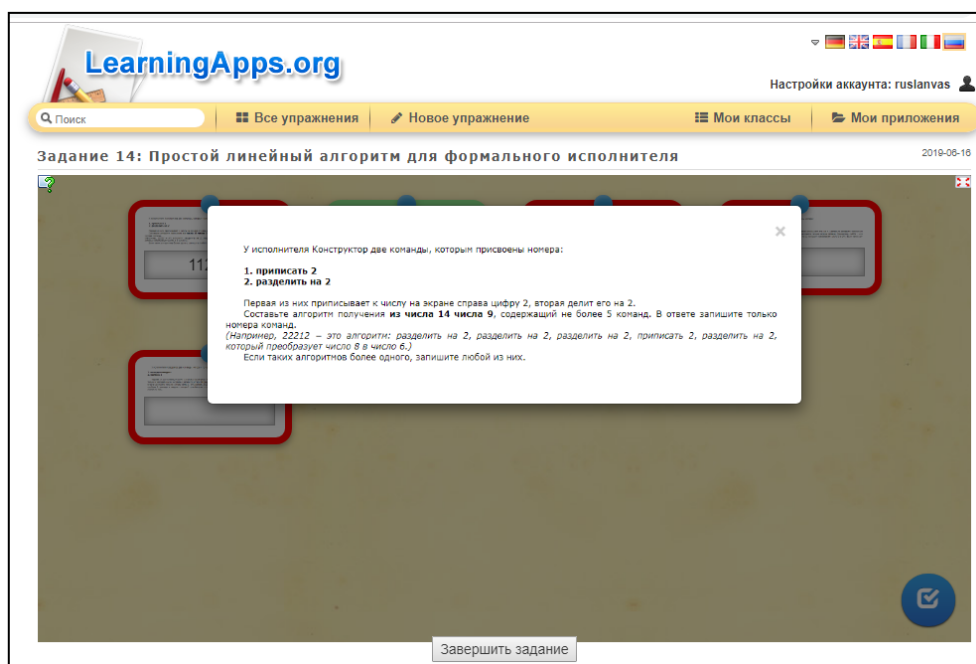 LearningApps.org
Настройки аккаунта: ruslanvas
Поиск
Все упражнения
Новое упражнение
Мои классы
Мои приложения
Задание 14: Простой линейный алгоритм для формального исполнителя
2019-06-16
У исполнителя Конструктор две команды, которым присвоены номера:
1. приписать 2
2. разделить на 2
Первая из них приписывает к числу на экране справа цифру 2, вторая делит его на 2.
Составьте алгоритм получения из числа 14 числа 9, содержащий не более 5 команд. В ответе запишите только
номера команд.
(Например, 22212 – это алгоритм: разделить на 2, разделить на 2, разделить на 2, приписать 2, разделить на 2,
который преобразует число 8 в число 6.)
Если таких алгоритмов более одного, запишите любой из них.
Завершить задание